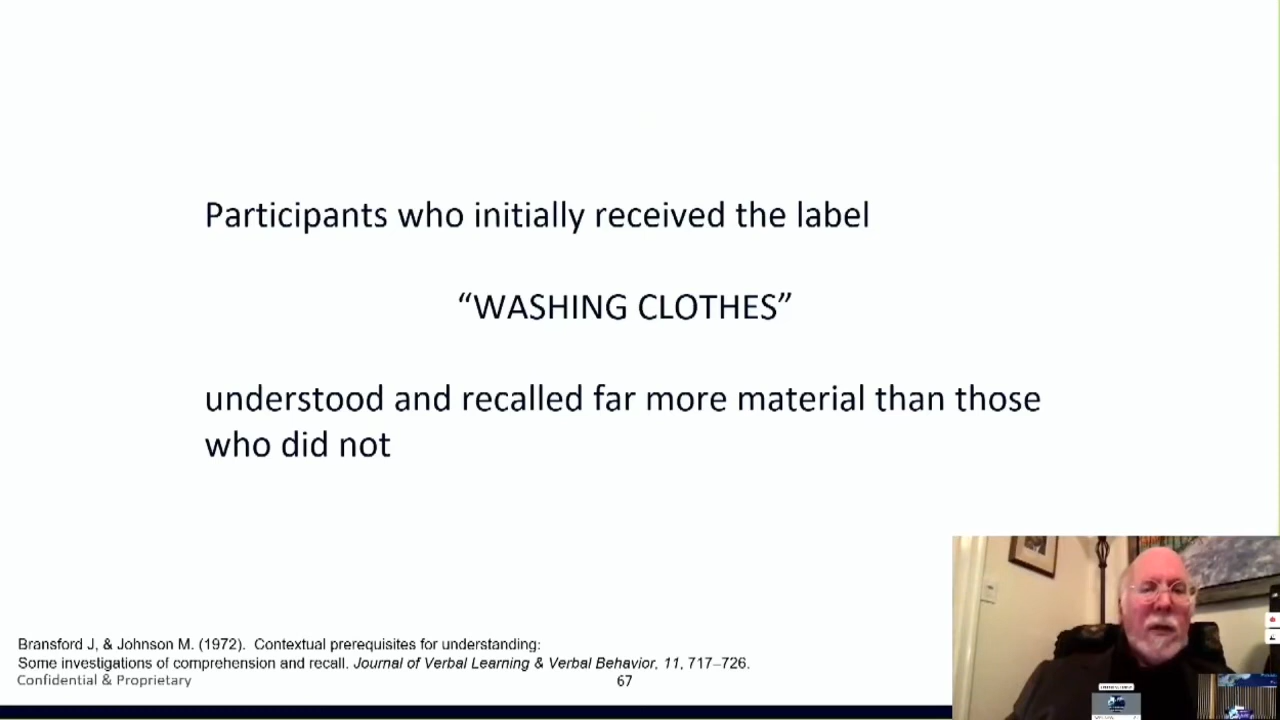 Participants who initially received the label
“WASHING CLOTHES”
understood and recalled far more material than those
who did not
Bransford J, & Johnson M. (1972).  Contextual prerequisites for understanding:
Some investigations of comprehension and recall. Journal of Verbal Learning & Verbal Behavior, 11, 717–726.
Confidential & Proprietary
67